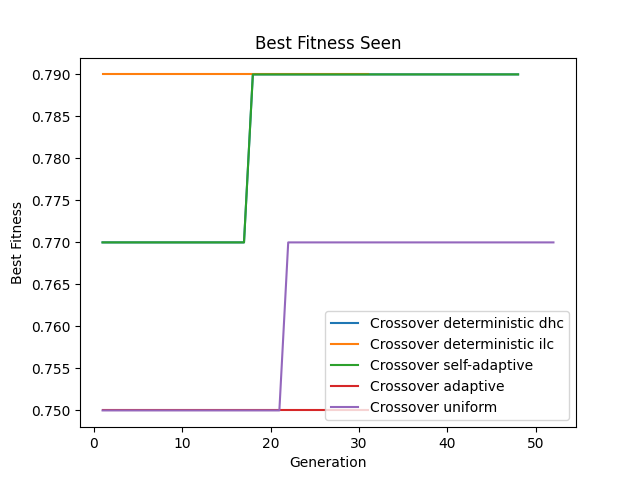 Best Fitness Seen
0.790
0.785
0.780
0.775
0.770
0.765
0.760
0.755
0.750
Best Fitness
Crossover deterministic dhc
Crossover deterministic ilc
Crossover self-adaptive
Crossover adaptive
Crossover uniform
0 10 20 30 40 50
Generation